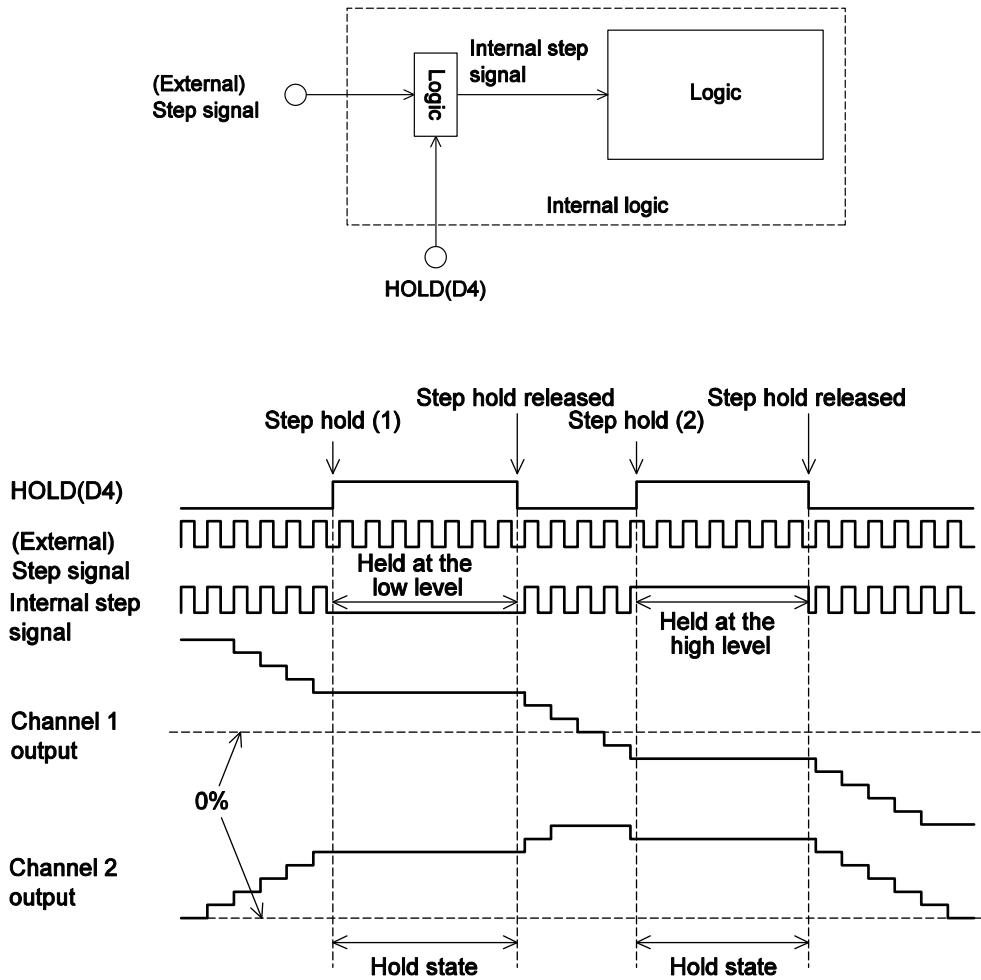 Internal step
signal
(External)
Step signal
Logic
Logic
Internal logic
HOLD(D4)
Step hold (1)
Step hold released
Step hold (2)
Step hold released
HOLD(D4)
(External)
Step signal
Held at the
low level
Internal step
signal
Held at the
high level
Channel 1
output
0%
Channel 2
output
Hold state
Hold state